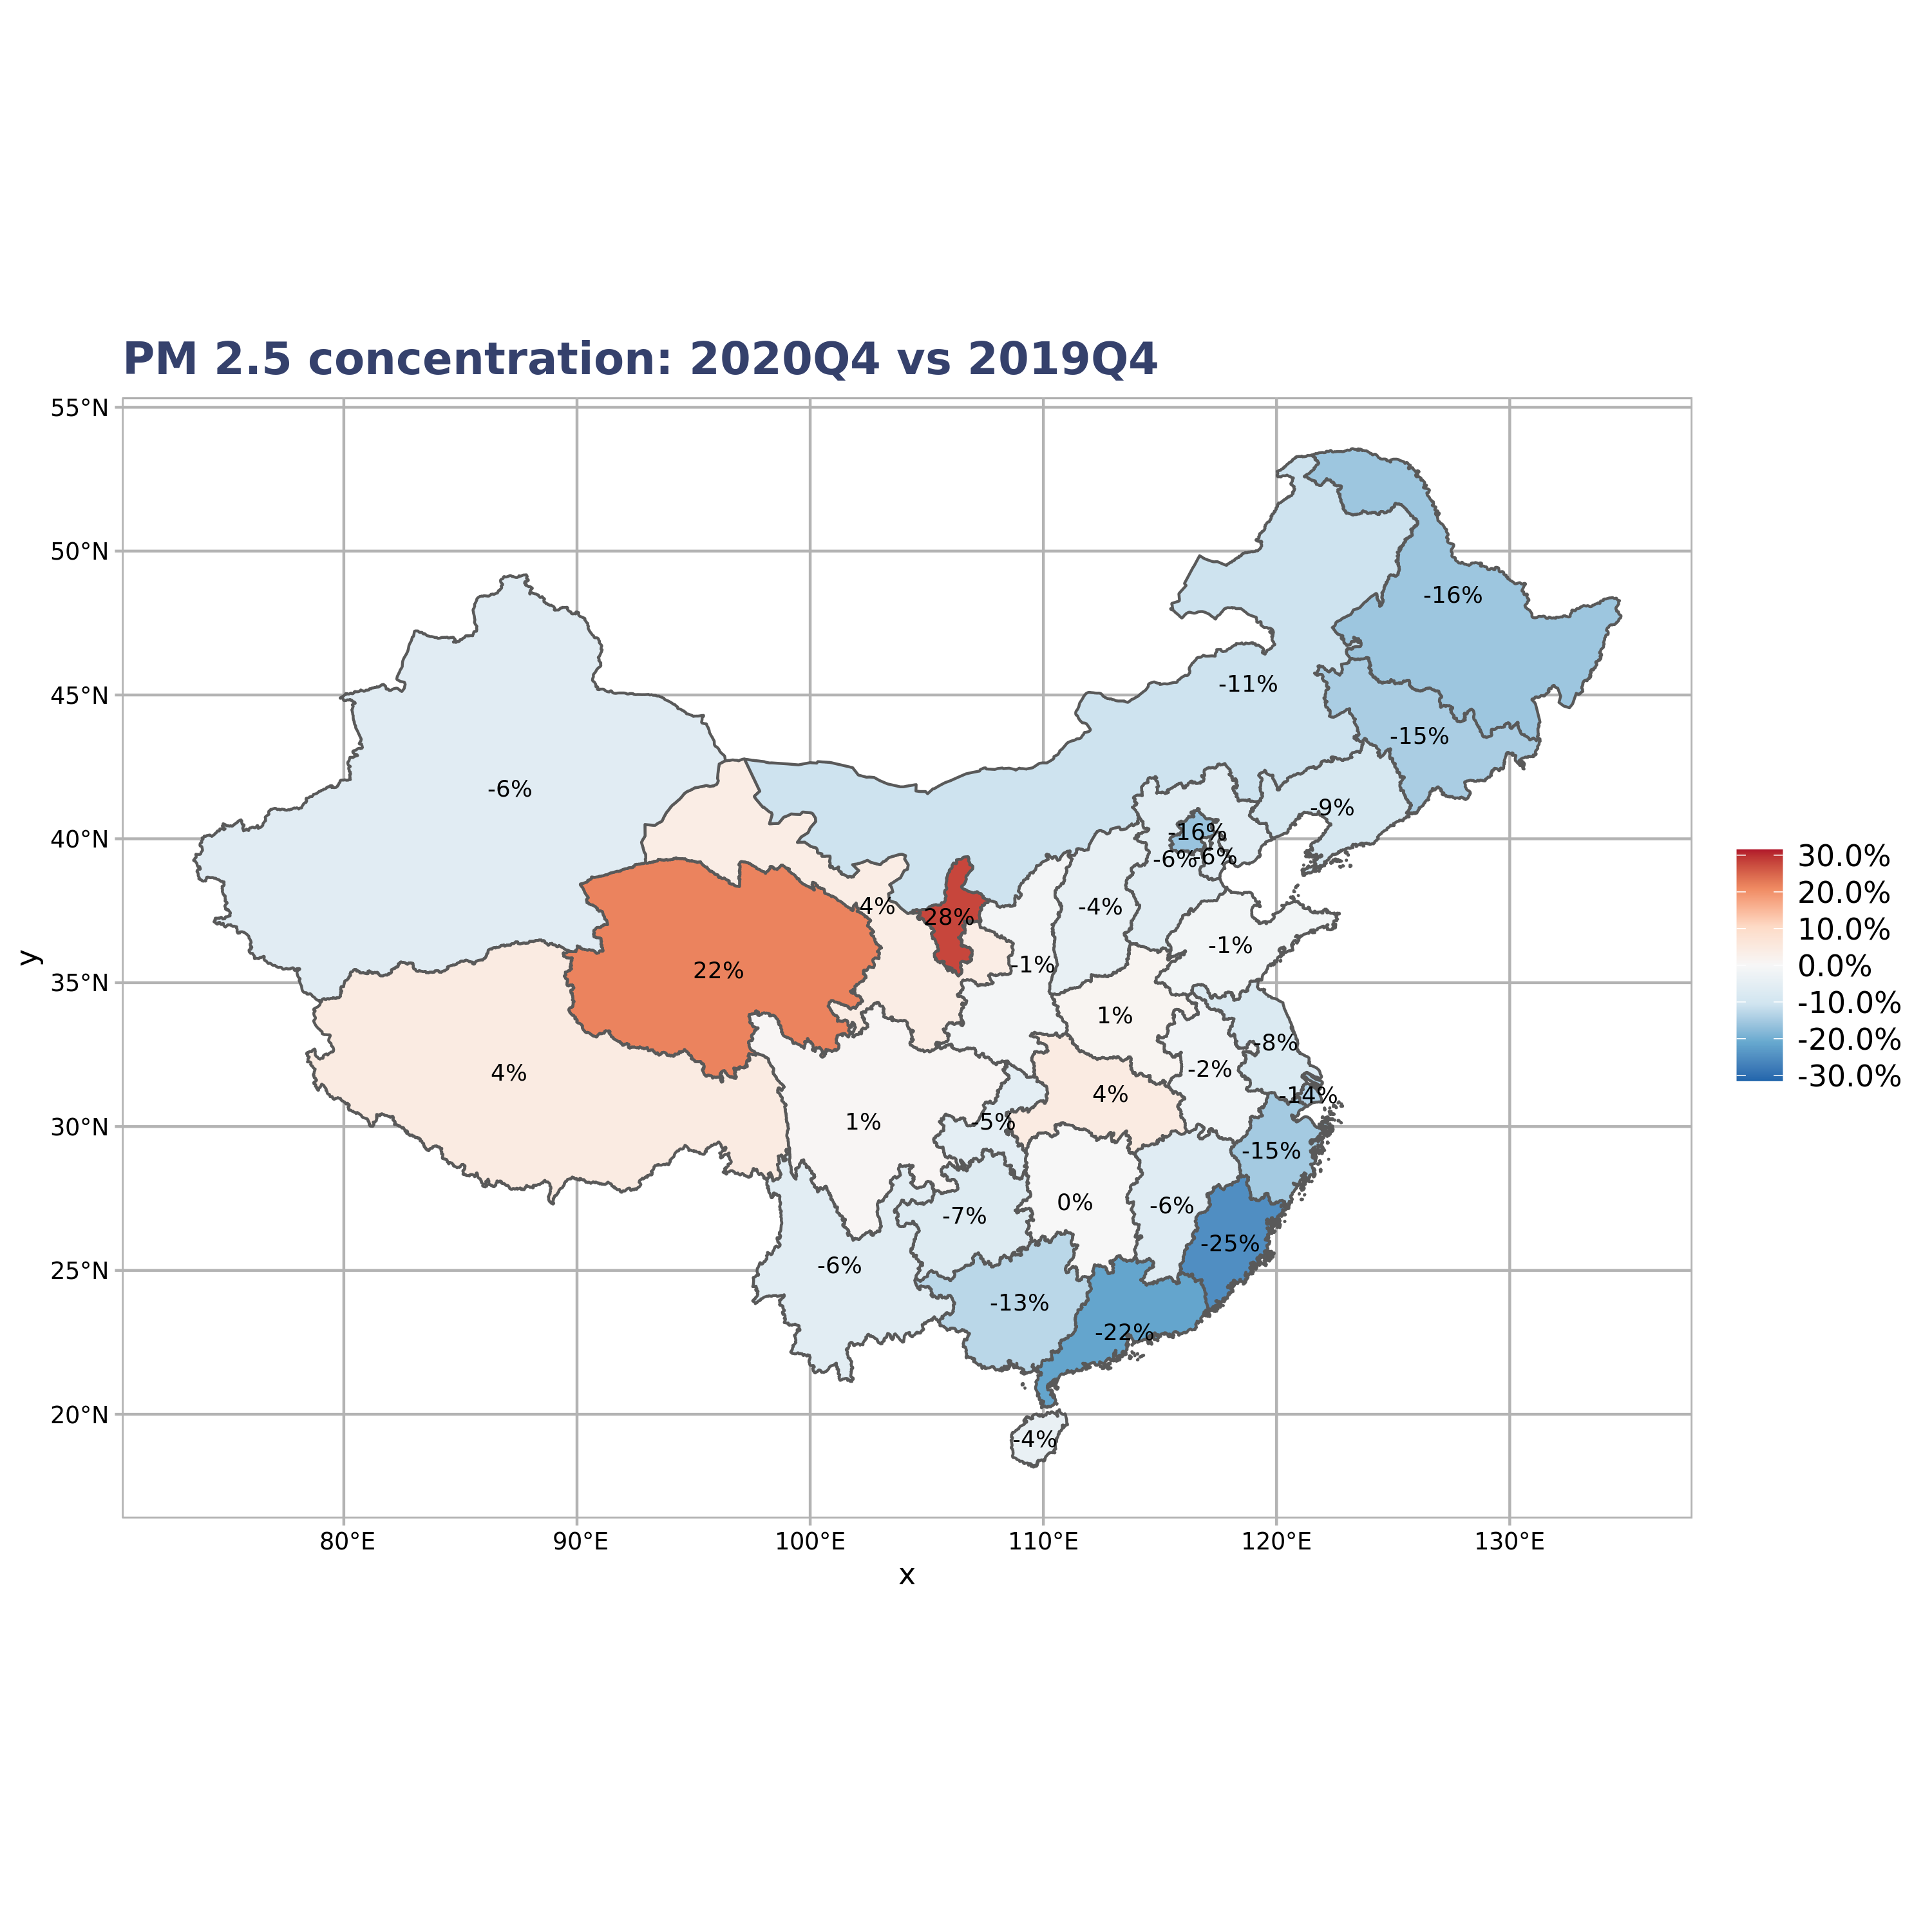 PM 2.5 concentration: 2020Q4 vs 2019Q4
55°N
50°N
45°N
40°N
35°N
30°N
25°N
20°N
y
-16%
-11%
-15%
-6%
-9%
-16%
-6%
-6%
4%
28%
-4%
-1%
-1%
22%
1%
-8%
4%
-2%
4%
-14%
1%
-5%
-15%
0%
-6%
-7%
-25%
-6%
-13%
-22%
-4%
80°E
90°E
100°E
110°E
120°E
130°E
x
30.0%
20.0%
10.0%
0.0%
-10.0%
-20.0%
-30.0%